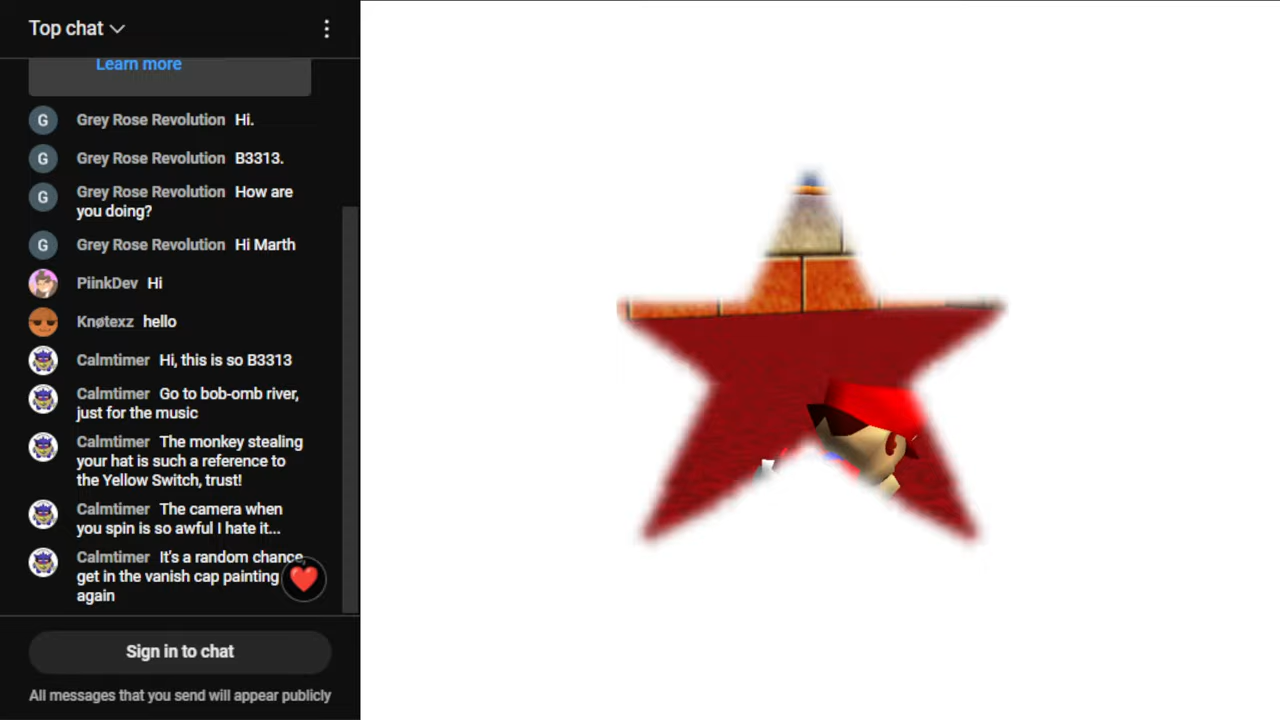 Top chat
Learn more
G Grey Rose Revolution Hi.
G Grey Rose Revolution B3313.
G Grey Rose Revolution How are
you doing?
G Grey Rose Revolution Hi Marth
PiinkDev Hi
Knøtexz hello
Calmtimer Hi, this is so B3313
Calmtimer Go to bob-omb river,
just for the music
Calmtimer The monkey stealing
your hat is such a reference to
the Yellow Switch, trust!
Calmtimer The camera when
you spin is so awful I hate it...
Calmtimer It's a random chance,
get in the vanish cap painting
again
Sign in to chat
All messages that you send will appear publicly